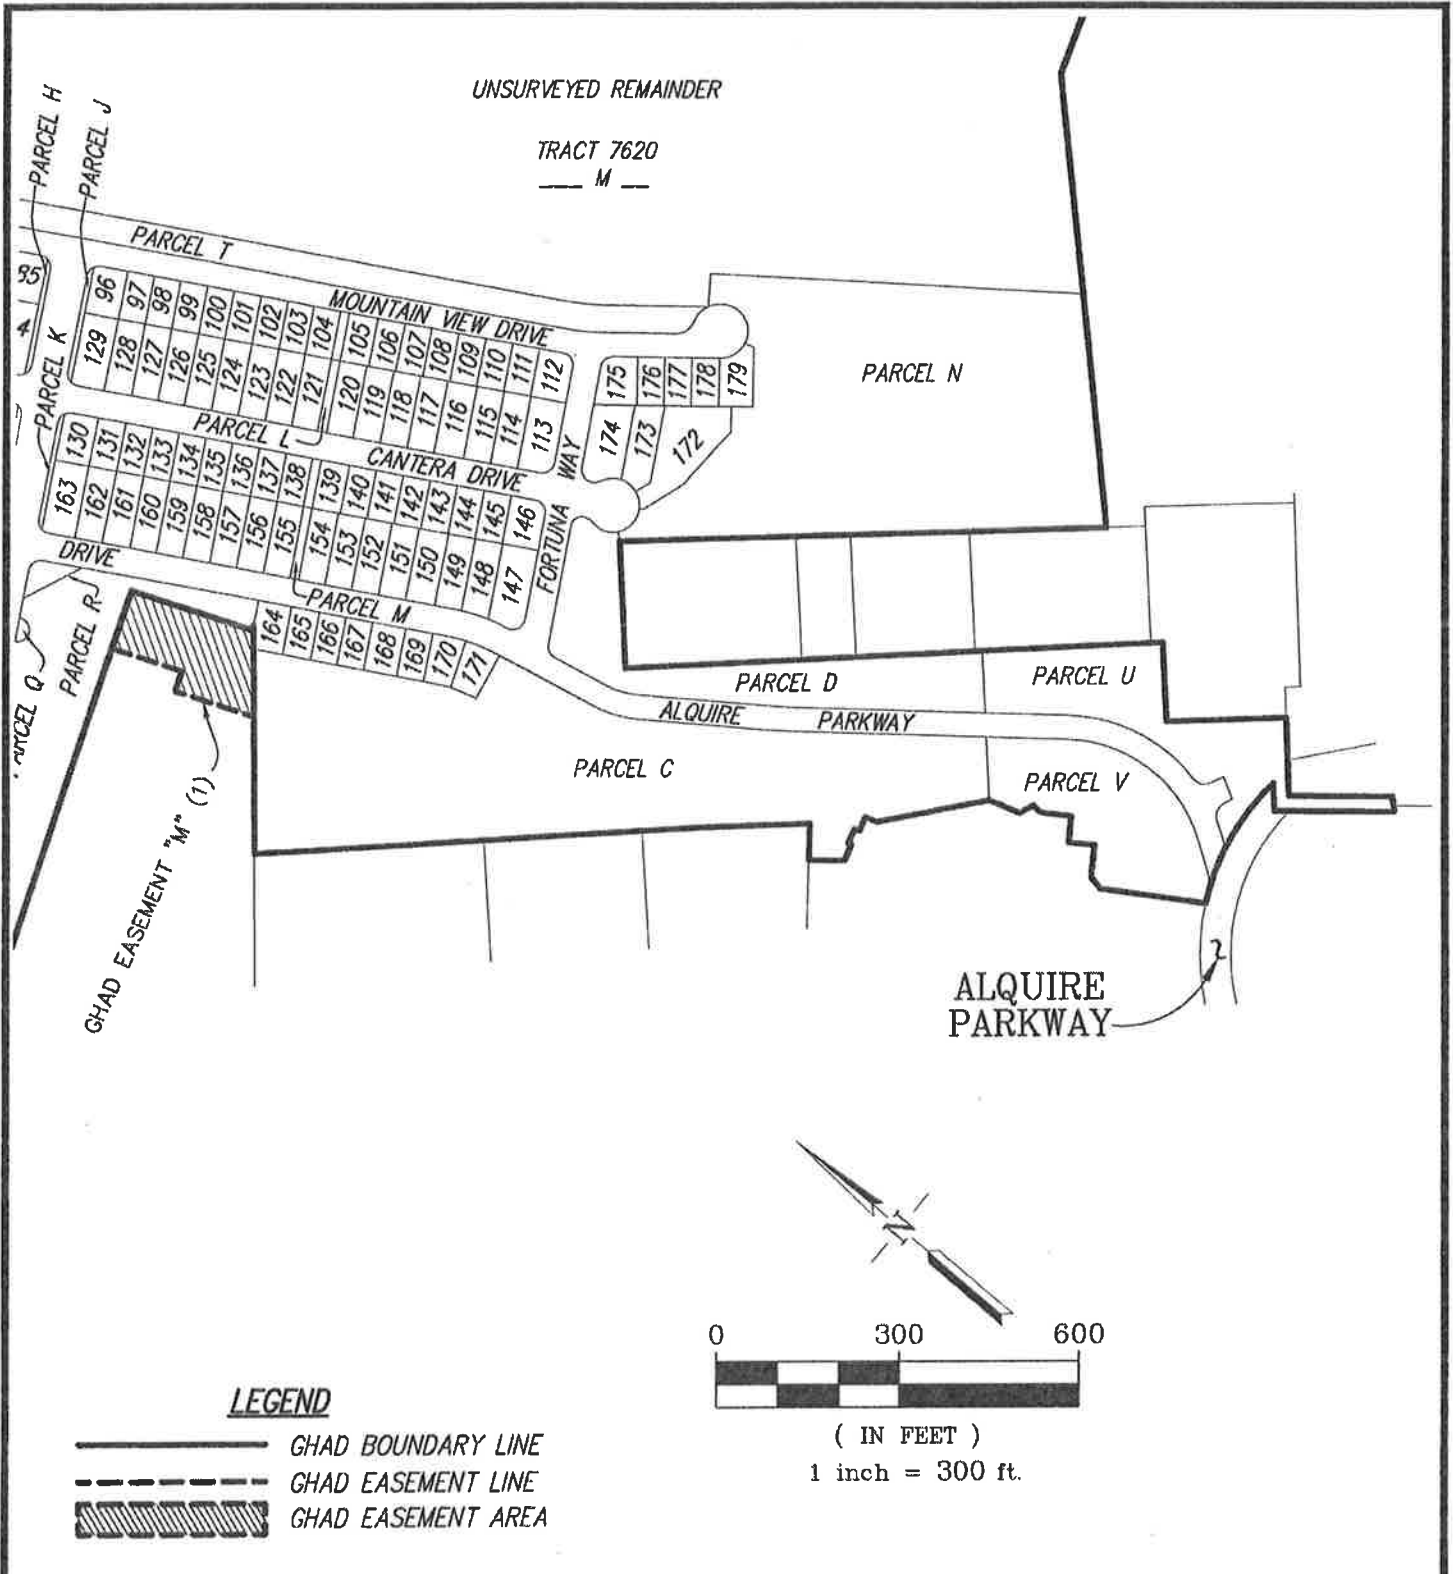 UNSURVEYED REMAINDER
TRACT 7620
M
PARCEL H
PARCEL J
PARCEL T
MOUNTAIN VIEW DRIVE
96 97 98 99 100 101 102 103 104 105 106 107 108 109 110 111 112
129 128 127 126 125 124 123 122 121 120 119 118 117 116 115 114 113
PARCEL K
PARCEL L
CANTERA DRIVE
FORTUNA WAY
175 176 177 178 179
174 173 172
PARCEL N
130 131 132 133 134 135 136 137 138 139 140 141 142 143 144 145 146
163 162 161 160 159 158 157 156 155 154 153 152 151 150 149 148 147
DRIVE
PARCEL M
164 165 166 167 168 169 170 171
PARCEL R
PARCEL Q
PARCEL D
PARCEL U
ALQUIRE PARKWAY
PARCEL C
PARCEL V
GHAD EASEMENT "M" (1)
ALQUIRE
PARKWAY
N
0 300 600
( IN FEET )
1 inch = 300 ft.
LEGEND
GHAD BOUNDARY LINE
GHAD EASEMENT LINE
GHAD EASEMENT AREA